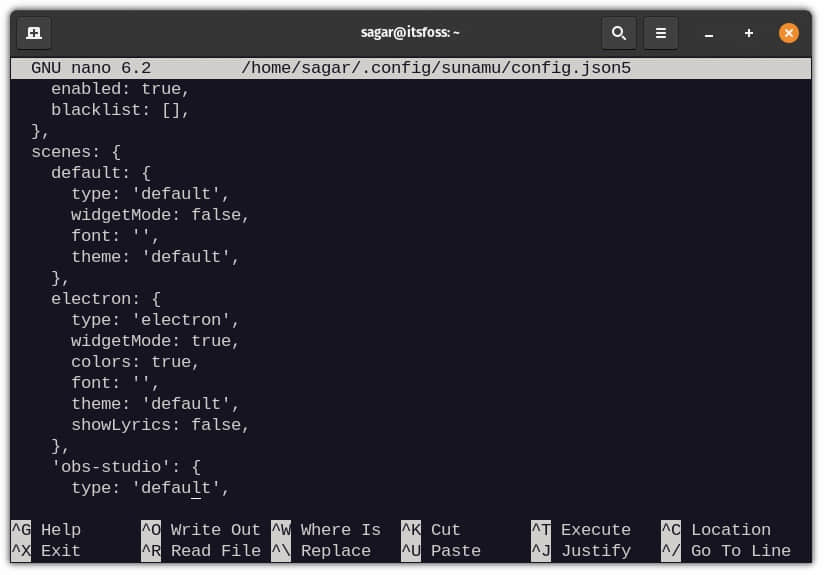 sagar@itsfoss: ~
GNU nano 6.2 /home/sagar/.config/sunamu/config.json5
enabled: true,
blacklist: [],
},
scenes: {
default: {
type: 'default',
widgetMode: false,
font: '',
theme: 'default',
},
electron: {
type: 'electron',
widgetMode: true,
colors: true,
font: '',
theme: 'default',
showLyrics: false,
},
'obs-studio': {
type: 'default',
^G Help ^O Write Out ^W Where Is ^K Cut ^T Execute ^C Location
^X Exit ^R Read File ^\ Replace ^U Paste ^J Justify ^/ Go To Line